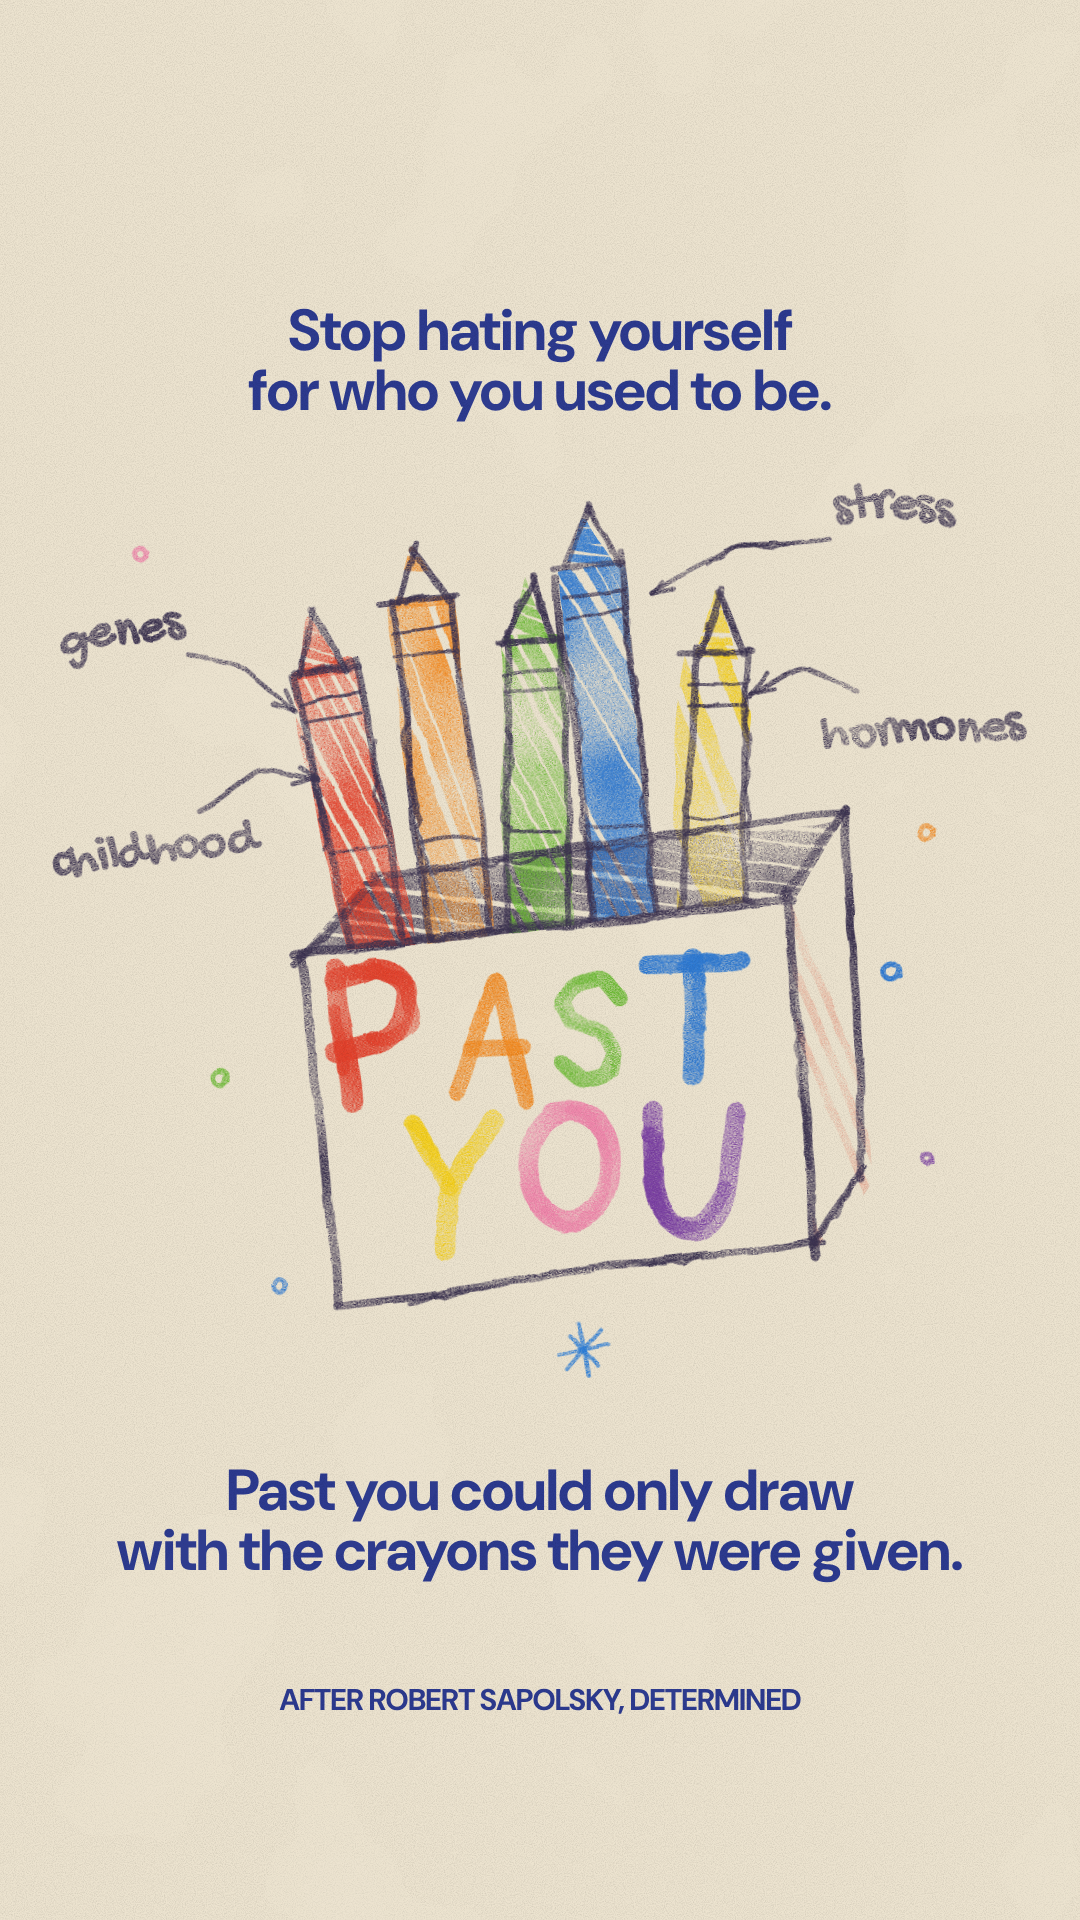 Stop hating yourself
for who you used to be.
stress
genes
hormones
childhood
PAST
YOU
Past you could only draw
with the crayons they were given.
AFTER ROBERT SAPOLSKY, DETERMINED